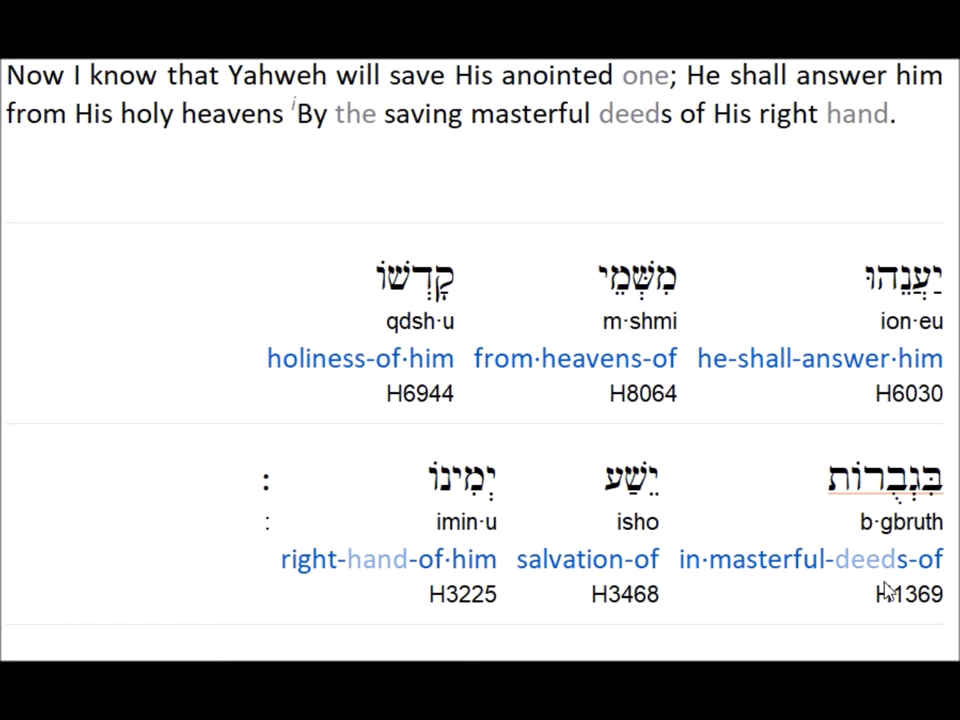 Now I know that Yahweh will save His anointed one; He shall answer him
from His holy heavens iBy the saving masterful deeds of His right hand.
יַעֲנֵהוּ מִשְּׁמֵי קָדְשׁוֹ
ion·eu m·shmi qdsh·u
he-shall-answer·him from·heavens-of holiness-of·him
H6030 H8064 H6944
בִּגְבֻרוֹת יֵשַׁע יְמִינוֹ :
b·gbruth isho imin·u :
in·masterful-deeds-of salvation-of right-hand-of·him
H1369 H3468 H3225